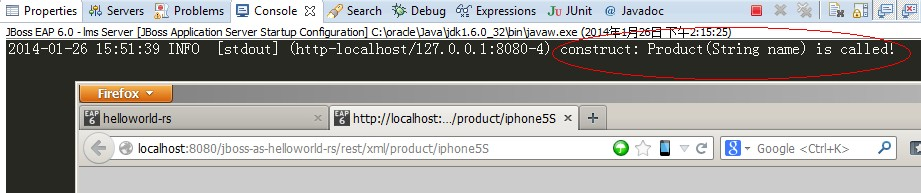 Servers Problems Console Search Debug Expressions JUnit @ Javadoc
JBoss EAP 6.0 - lms Server [JBoss Application Server Startup Configuration] C:\oracle\Java\jdk1.6.0_32\bin\javaw.exe (2014年1月26日 下午2:15:25)
2014-01-26 15:51:39 INFO [stdout] (http-localhost/127.0.0.1:8080-4) construct: Product(String name) is called!
Firefox
EAP 6 helloworld-rs EAP 6 http://localhost:.../product/iphone5S
localhost:8080/jboss-as-helloworld-rs/rest/xml/product/iphone5S Google <Ctrl+K>